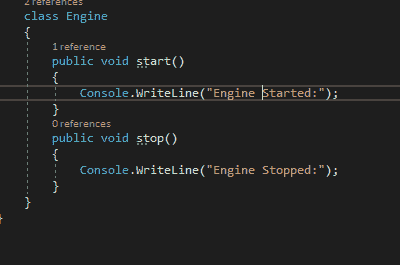 2 references
class Engine
{
1 reference
public void start()
{
Console.WriteLine("Engine Started:");
}
0 references
public void stop()
{
Console.WriteLine("Engine Stopped:");
}
}
}